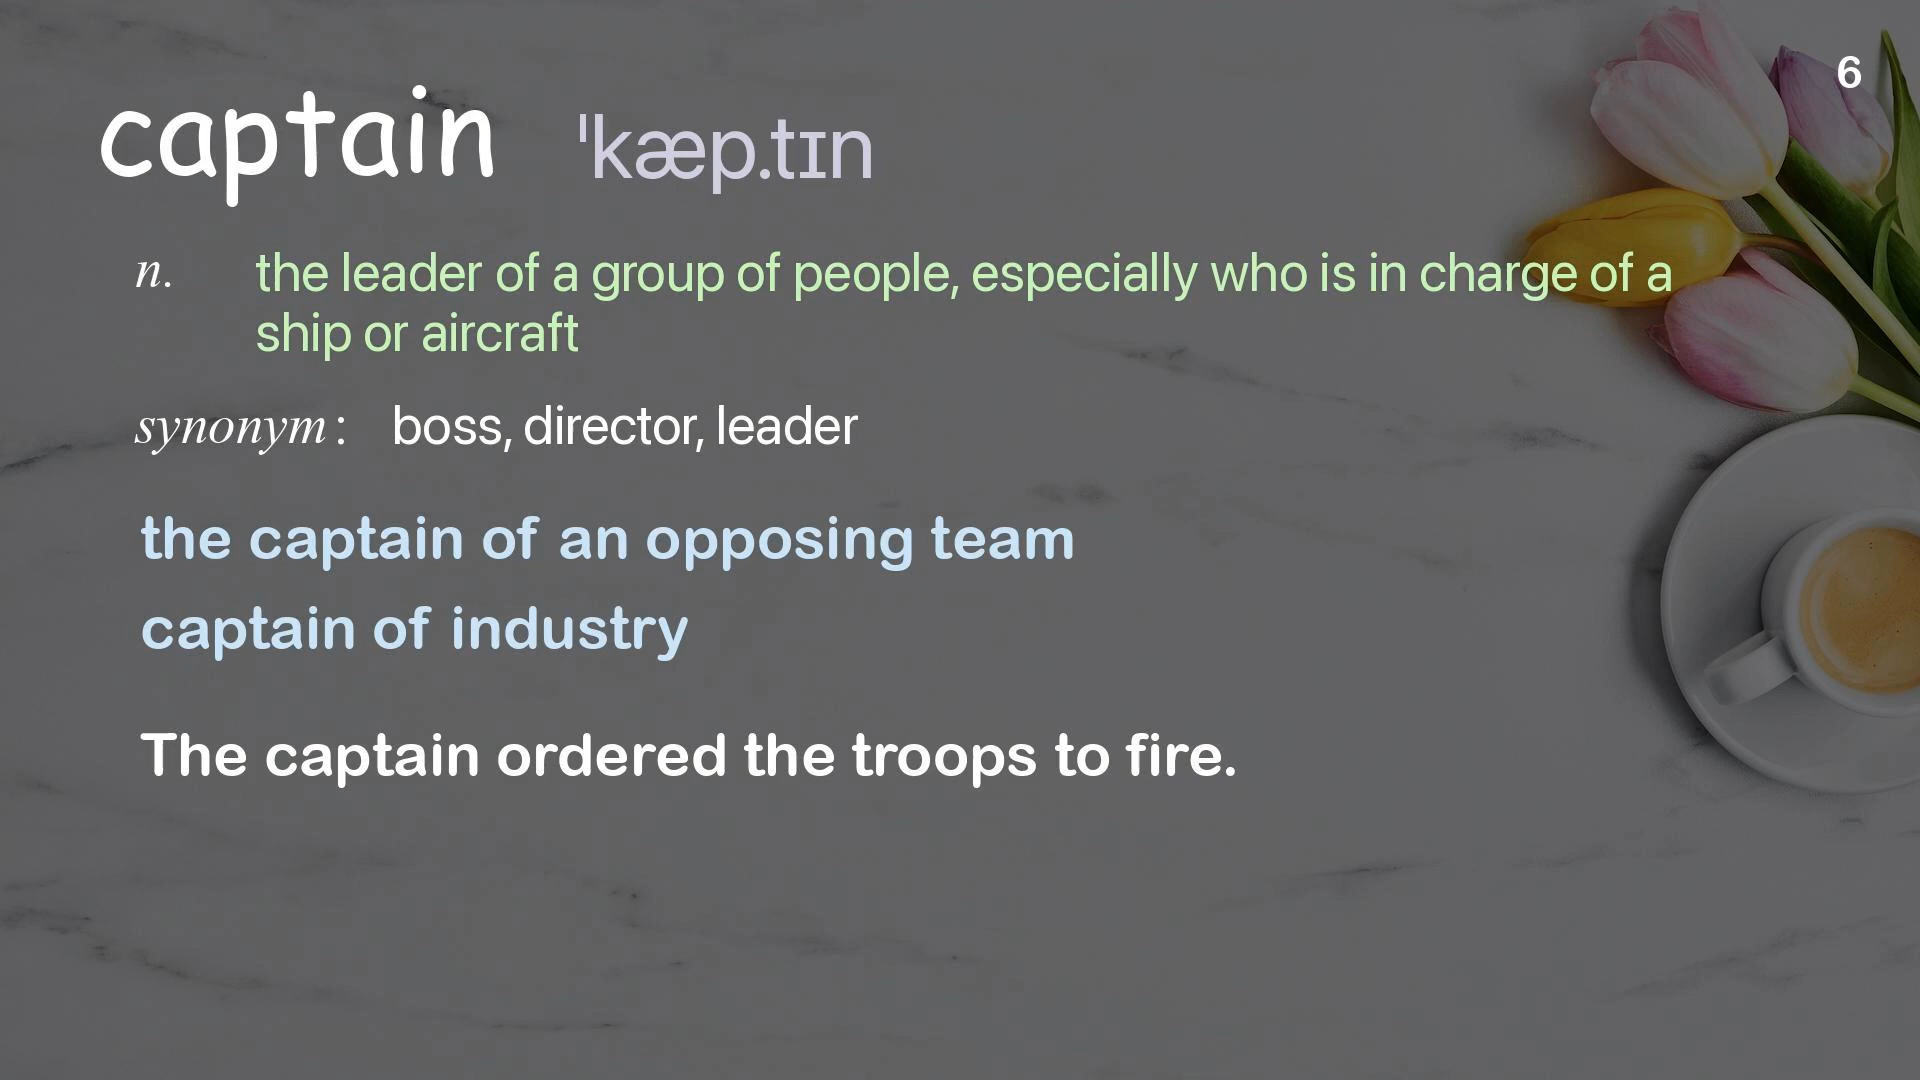 6
captain ˈkæp.tɪn
n. the leader of a group of people, especially who is in charge of a
ship or aircraft
synonym: boss, director, leader
the captain of an opposing team
captain of industry
The captain ordered the troops to fire.